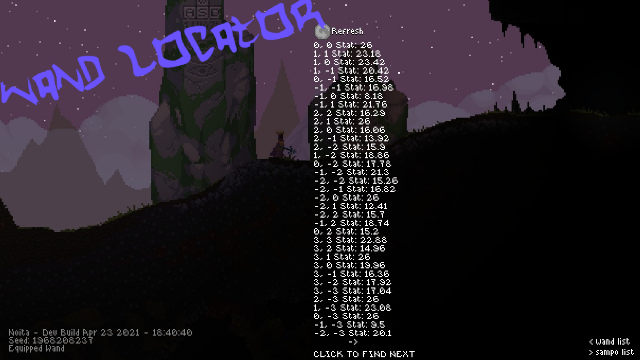 WAND LOCATOR
Refresh
0, 0 Stat: 26
1, 1 Stat: 23.18
1, 0 Stat: 23.42
1, -1 Stat: 20.42
0, -1 Stat: 16.52
-1, -1 Stat: 16.98
-1, 0 Stat: 8.18
-1, 1 Stat: 21.76
2, 2 Stat: 16.29
2, 1 Stat: 26
2, 0 Stat: 16.06
2, -1 Stat: 13.92
2, -2 Stat: 15.9
1, -2 Stat: 18.86
0, -2 Stat: 17.78
-1, -2 Stat: 21.3
-2, -2 Stat: 15.26
-2, -1 Stat: 16.82
-2, 0 Stat: 26
-2, 1 Stat: 12.41
-2, 2 Stat: 15.7
-1, 2 Stat: 18.74
0, 2 Stat: 15.2
3, 3 Stat: 22.88
3, 2 Stat: 14.96
3, 1 Stat: 26
3, 0 Stat: 19.96
3, -1 Stat: 16.36
3, -2 Stat: 17.92
3, -3 Stat: 17.04
2, -3 Stat: 26
1, -3 Stat: 23.08
0, -3 Stat: 26
-1, -3 Stat: 9.5
-2, -3 Stat: 20.1
->
CLICK TO FIND NEXT
Noita - Dev Build Apr 23 2021 - 18:40:40
Seed: 1968208237
Equipped Wand
< wand list
> sampo list